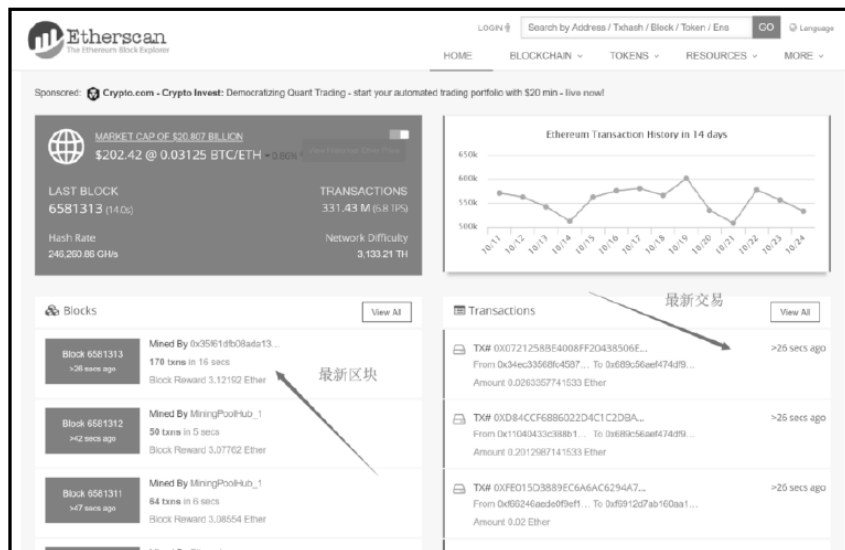 Etherscan
The Ethereum Block Explorer
LOGIN
Search by Address / Txhash / Block / Token / Ens
GO
Language
HOME BLOCKCHAIN TOKENS RESOURCES MORE
Sponsored: Crypto.com - Crypto Invest: Democratizing Quant Trading - start your automated trading portfolio with $20 min - live now!
MARKET CAP OF $20.807 BILLION
$202.42 @ 0.03125 BTC/ETH
LAST BLOCK
6581313 (14.0s)
TRANSACTIONS
331.43 M (5.8 TPS)
Hash Rate
246,260.86 GH/s
Network Difficulty
3,133.21 TH
Ethereum Transaction History in 14 days
650k
600k
550k
500k
10/11 10/12 10/13 10/14 10/15 10/16 10/17 10/18 10/19 10/20 10/21 10/22 10/23 10/24
Blocks
View All
Block 6581313
>26 secs ago
Mined By
170 txns in 16 secs
Block Reward 3.12192 Ether
最新区块
Block 6581312
>42 secs ago
Mined By MiningPoolHub_1
50 txns in 5 secs
Block Reward 3.07762 Ether
Block 6581311
>47 secs ago
Mined By MiningPoolHub_1
64 txns in 6 secs
Block Reward 3.08554 Ether
Transactions
最新交易
View All
TX# 0X0721258BE4008FF2D438506E...
>26 secs ago
From 0x34ec33568fc4587... To 0x689c56aef474df9...
Amount 0.0263357741533 Ether
TX# 0XD84CCF68B6022D4C1C2DBA...
>26 secs ago
From 0x11040433c388b1... To 0x689c56aef474df9...
Amount 0.2012987141533 Ether
TX# 0XFE015D3889EC6A6AC6294A7...
>26 secs ago
From 0xf66246aede0f9ef1... To 0xf6912d7ab160aa1...
Amount 0.02 Ether